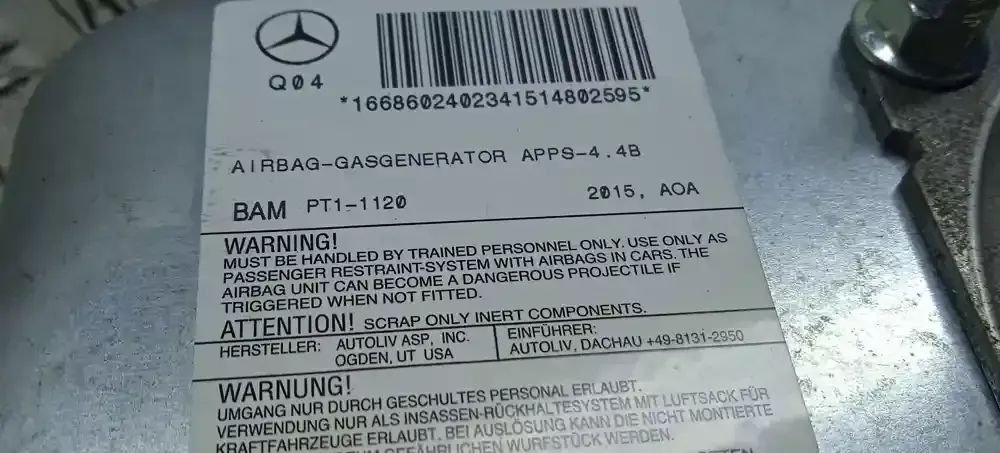 Q04
*1668602402341514802595*
AIRBAG-GASGENERATOR APPS-4.4B
BAM PT1-1120 2015, AOA
WARNING!
MUST BE HANDLED BY TRAINED PERSONNEL ONLY. USE ONLY AS
PASSENGER RESTRAINT-SYSTEM WITH AIRBAGS IN CARS. THE
AIRBAG UNIT CAN BECOME A DANGEROUS PROJECTILE IF
TRIGGERED WHEN NOT FITTED.
ATTENTION! SCRAP ONLY INERT COMPONENTS.
HERSTELLER: AUTOLIV ASP, INC.
OGDEN, UT USA
EINFÜHRER:
AUTOLIV, DACHAU +49-8131-2950
WARNUNG!
UMGANG NUR DURCH GESCHULTES PERSONAL ERLAUBT.
VERWENDUNG NUR ALS INSASSEN-RÜCKHALTESYSTEM MIT LUFTSACK FÜR
KRAFTFAHRZEUGE ERLAUBT. BEI AUSLÖSUNG KANN DIE NICHT MONTIERTE
GEFÄHRLICHEN WURFSTÜCK WERDEN.